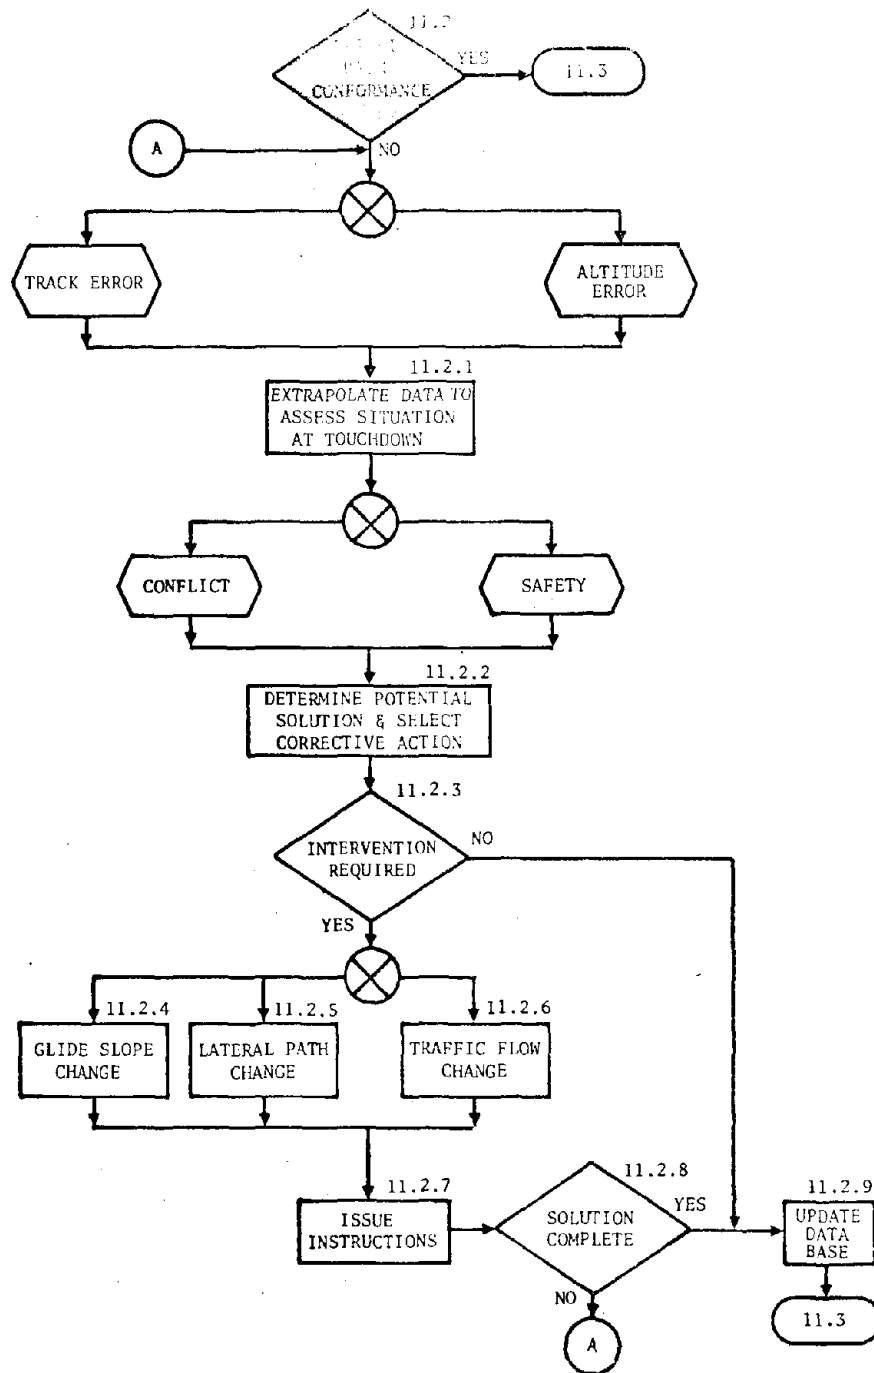 YES
11.3
CONFORMANCE
A
NO
TRACK ERROR
ALTITUDE
ERROR
11.2.1
EXTRAPOLATE DATA TO
ASSESS SITUATION
AT TOUCHDOWN
CONFLICT
SAFETY
11.2.2
DETERMINE POTENTIAL
SOLUTION & SELECT
CORRECTIVE ACTION
11.2.3
INTERVENTION
REQUIRED
NO
YES
11.2.4
11.2.5
11.2.6
GLIDE SLOPE
CHANGE
LATERAL PATH
CHANGE
TRAFFIC FLOW
CHANGE
11.2.7
ISSUE
INSTRUCTIONS
11.2.8
SOLUTION
COMPLETE
YES
NO
A
11.2.9
UPDATE
DATA
BASE
11.3